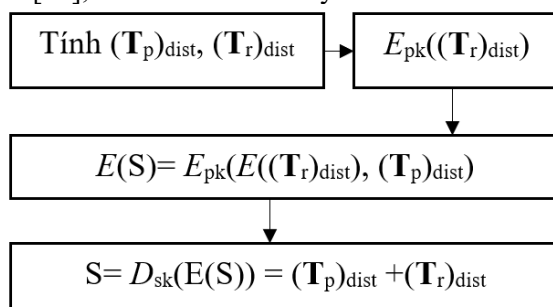 Tính (Tp)dist, (Tr)dist
Epk((Tr)dist)
E(S)= Epk(E((Tr)dist), (Tp)dist)
S= Dsk(E(S)) = (Tp)dist +(Tr)dist